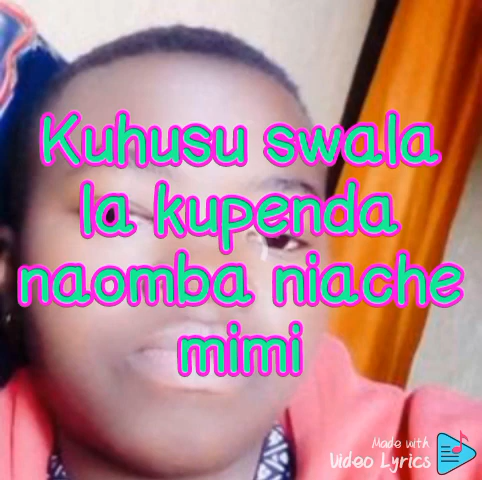 Kuhusu swala
la kupenda
naomba niache
mimi
Made with
Video Lyrics